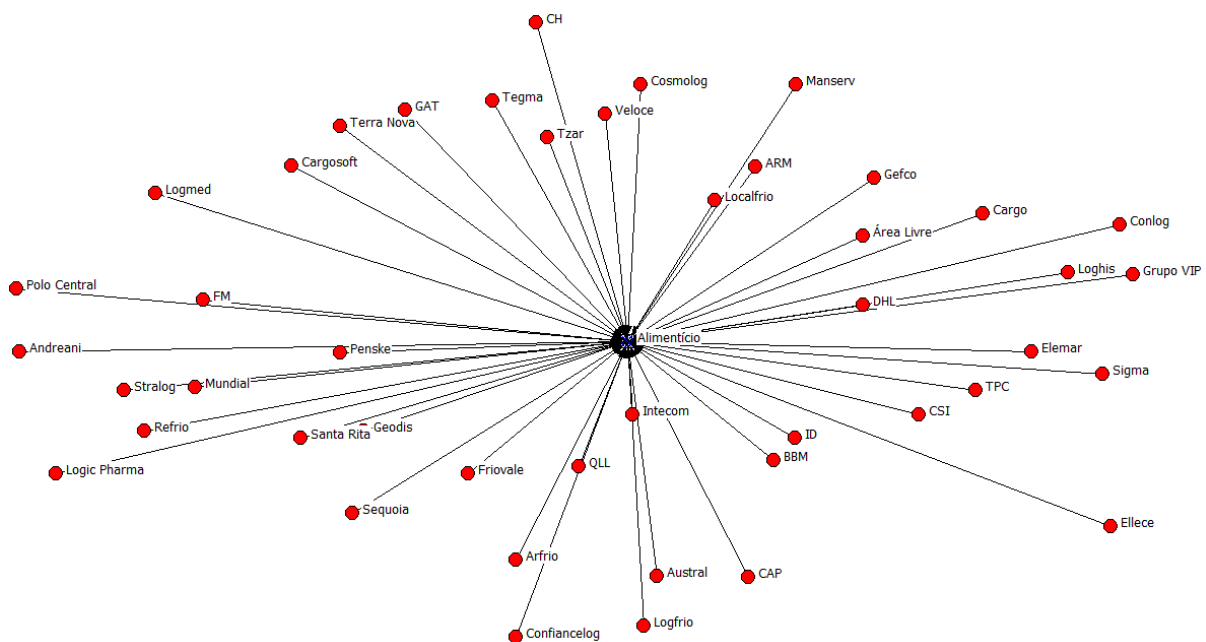 CH
Cosmolog
Manserv
Tegma
GAT
Veloce
Terra Nova
Tzar
Cargosoft
ARM
Gefco
Logmed
Localfrio
Cargo
Conlog
Área Livre
Loghis
Grupo VIP
Polo Central
FM
DHL
Alimentício
Andreani
Penske
Elemar
Sigma
Stralog
Mundial
TPC
Intecom
CSI
Refrio
Santa Rita
Geodis
ID
BBM
Logic Pharma
Friovale
QLL
Sequoia
Ellece
Arfrio
Austral
CAP
Logfrio
Confiancelog